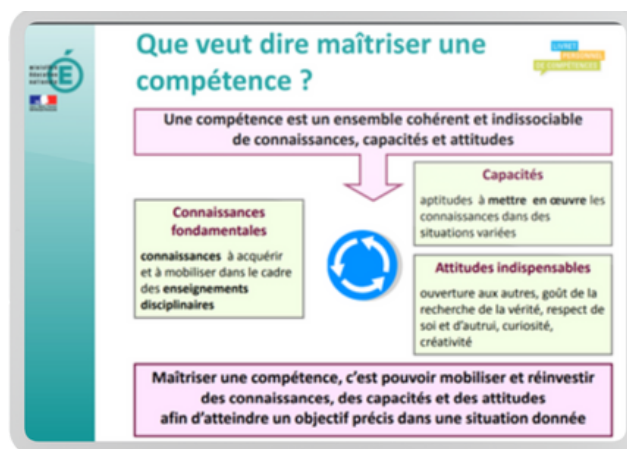 Que veut dire maîtriser une
compétence ?
LIVRET
PERSONNEL
DE COMPÉTENCES
Une compétence est un ensemble cohérent et indissociable
de connaissances, capacités et attitudes
Capacités
aptitudes à mettre en œuvre les
connaissances dans des
situations variées
Connaissances
fondamentales
connaissances à acquérir
et à mobiliser dans le cadre
des enseignements
disciplinaires
Attitudes indispensables
ouverture aux autres, goût de la
recherche de la vérité, respect de
soi et d'autrui, curiosité,
créativité
Maîtriser une compétence, c'est pouvoir mobiliser et réinvestir
des connaissances, des capacités et des attitudes
afin d'atteindre un objectif précis dans une situation donnée